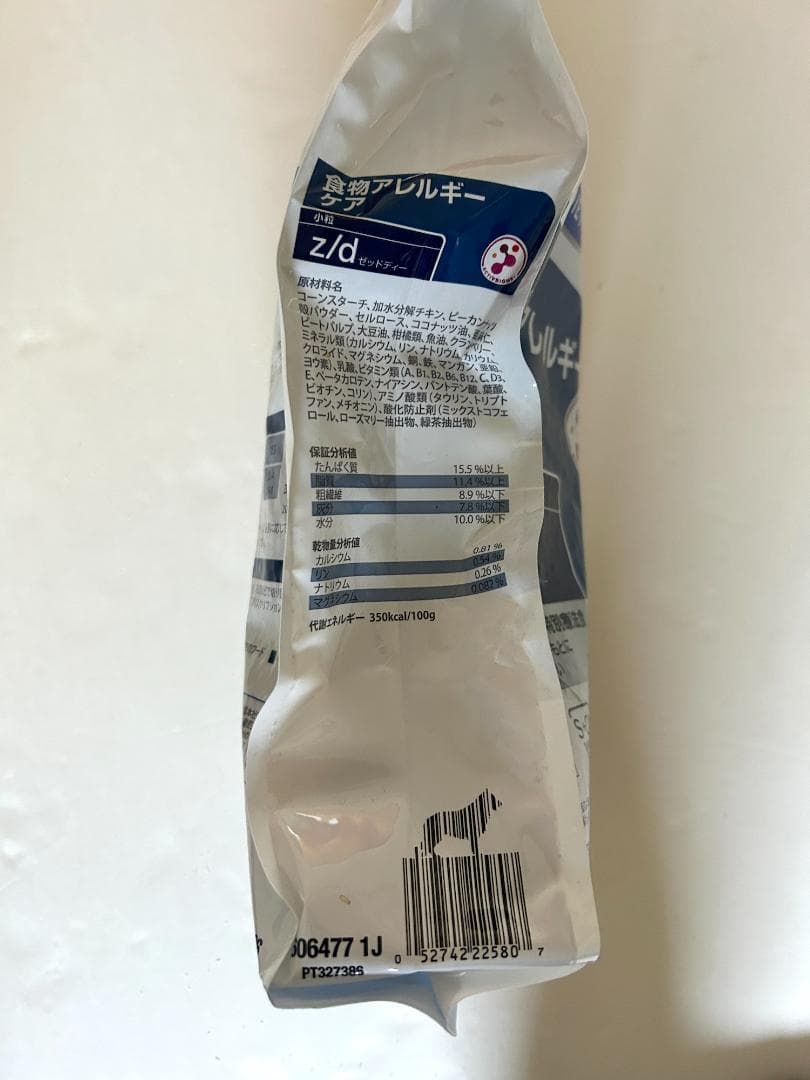 食物アレルギー
ケア
小粒
z/d ゼッドディー
ACTIVBIOME+
原材料名
コーンスターチ、加水分解チキン、ピーカンナッツ
殻パウダー、セルロース、ココナッツ油、亜麻仁、
ビートパルプ、大豆油、柑橘類、魚油、クランベリー、
ミネラル類(カルシウム、リン、ナトリウム、カリウム、
クロライド、マグネシウム、銅、鉄、マンガン、亜鉛、
ヨウ素)、乳酸、ビタミン類(A、B1、B2、B6、B12、C、D3、
E、ベータカロテン、ナイアシン、パントテン酸、葉酸、
ビオチン、コリン)、アミノ酸類(タウリン、トリプト
ファン、メチオニン)、酸化防止剤(ミックストコフェ
ロール、ローズマリー抽出物、緑茶抽出物)
保証分析値
たんぱく質 15.5 %以上
脂質 11.4 %以上
粗繊維 8.9 %以下
灰分 7.8 %以下
水分 10.0 %以下
乾物量分析値
カルシウム 0.81 %
リン 0.54 %
ナトリウム 0.26 %
マグネシウム 0.082 %
代謝エネルギー 350kcal/100g
606477 1J
PT327386
0 52742 22580 7